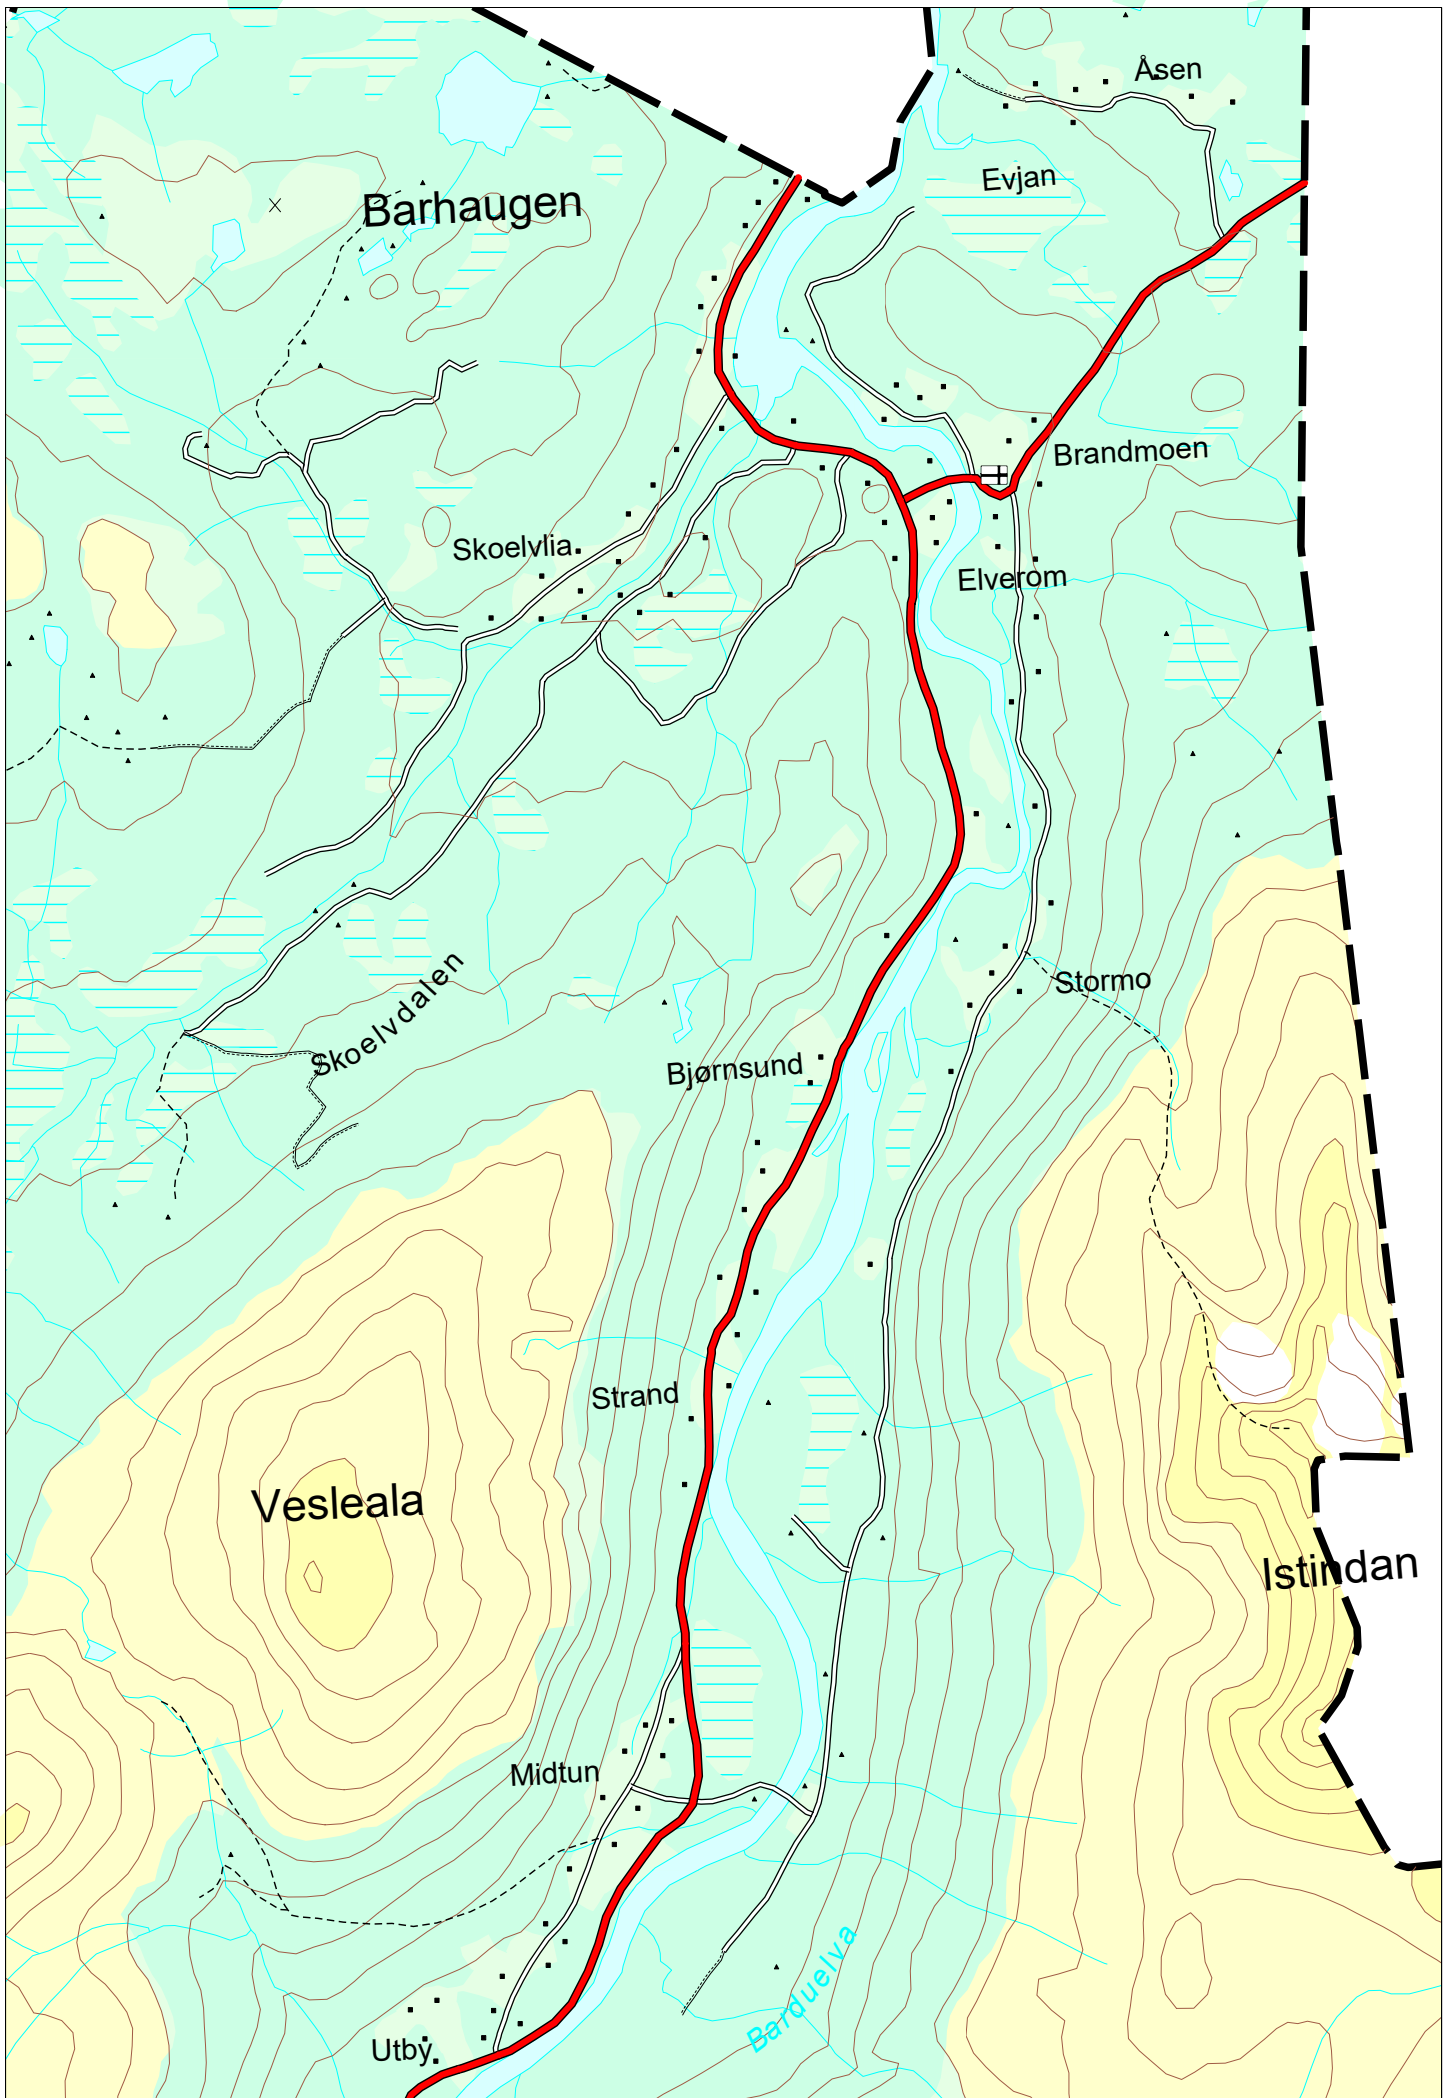 Åsen
Evjan
Barhaugen
Brandmoen
Skoelvlia
Elverom
Skoelvdalen
Stormo
Bjørnsund
Strand
Vesleala
Istindan
Midtun
Barduelva
Utby